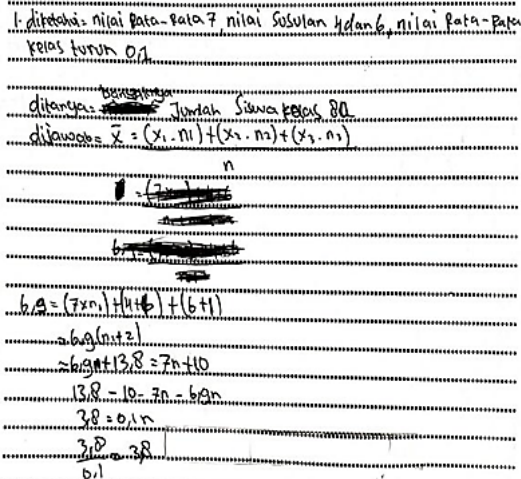 1. diketahui= nilai Rata-Rata 7, nilai Susulan 4 dan 6, nilai Rata-Rata
kelas turun 0,1
ditanya= banyaknya Jumlah Siswa kelas 8A
dijawab= x̄ = (x₁.n₁)+(x₂.n₂)+(x₃.n₃)
n
6,9=(7xn₁)+(4+1)+(6+1)
=6,9(n₁+2)
=6,9n+13,8=7n+10
13,8-10-7n-6,9n
3,8=0,1n
3,8 = 38
0,1